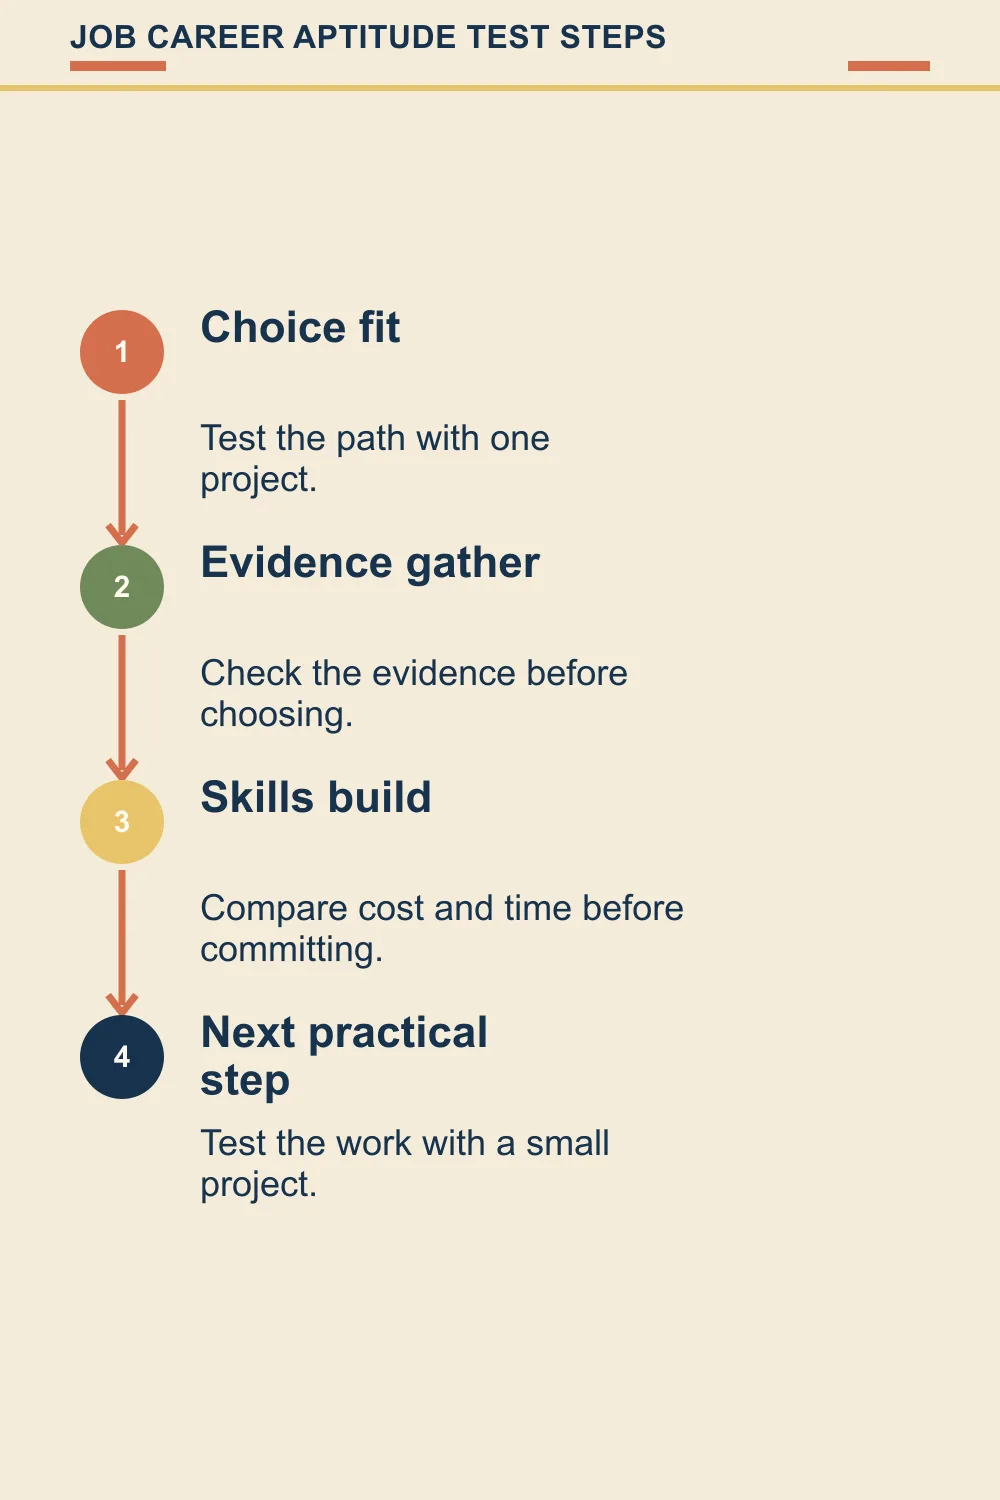 JOB CAREER APTITUDE TEST STEPS
1
Choice fit
Test the path with one
project.
2
Evidence gather
Check the evidence before
choosing.
3
Skills build
Compare cost and time before
committing.
4
Next practical
step
Test the work with a small
project.